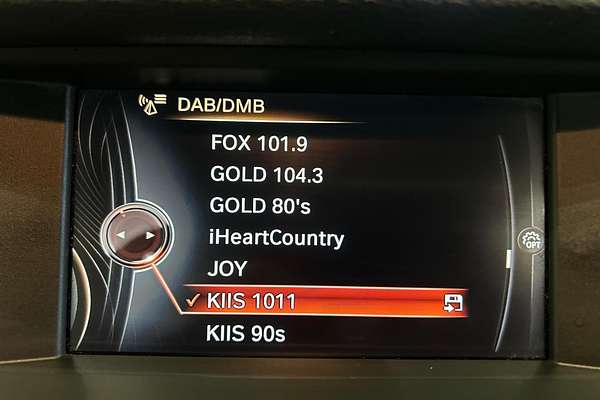 DAB/DMB
FOX 101.9
GOLD 104.3
GOLD 80's
iHeartCountry
OPT
JOY
KIIS 1011
KIIS 90s